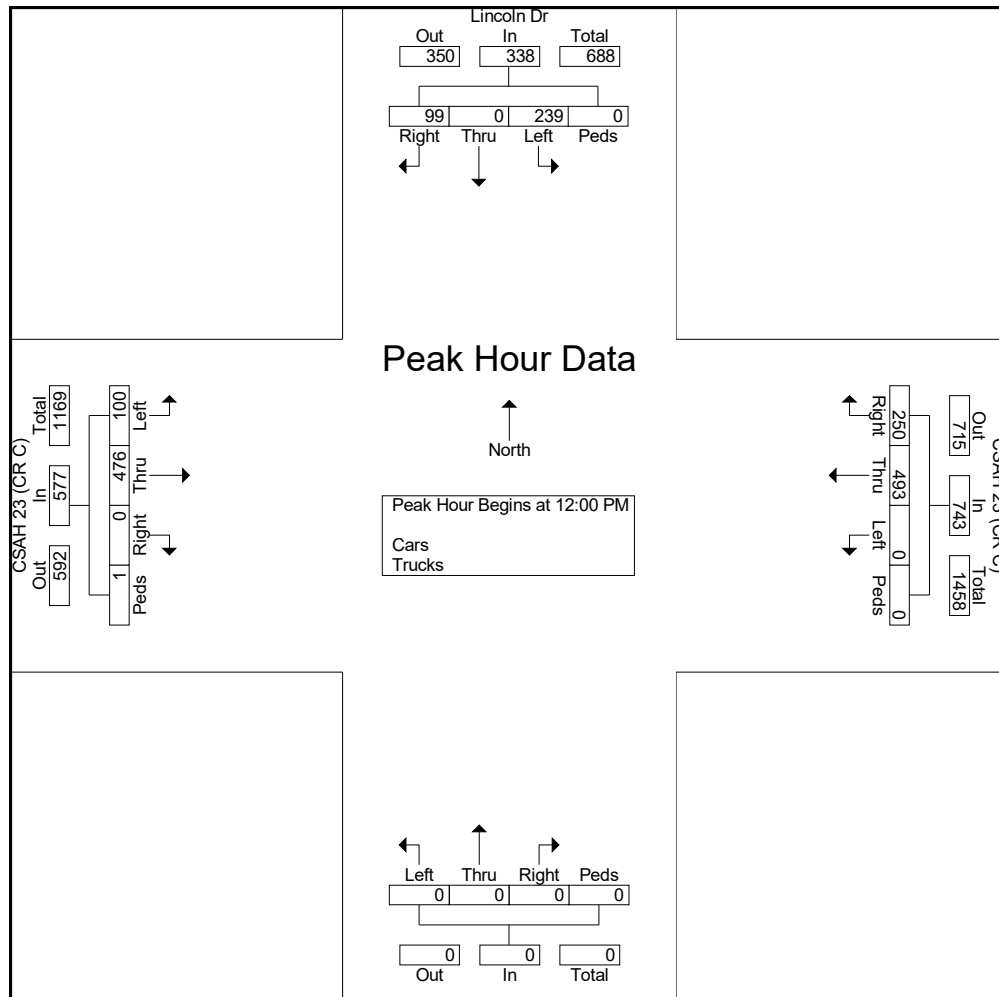 Lincoln Dr
Out In Total
350 338 688
99 0 239 0
Right Thru Left Peds
Peak Hour Data
North
Peak Hour Begins at 12:00 PM
Cars
Trucks
CSAH 23 (CR C)
Total In Out
1169 577 592
100 476 0 1
Left Thru Right Peds
CSAH 23 (CR C)
Out In Total
715 743 1458
250 493 0 0
Right Thru Left Peds
Left Thru Right Peds
0 0 0 0
0 0 0
Out In Total